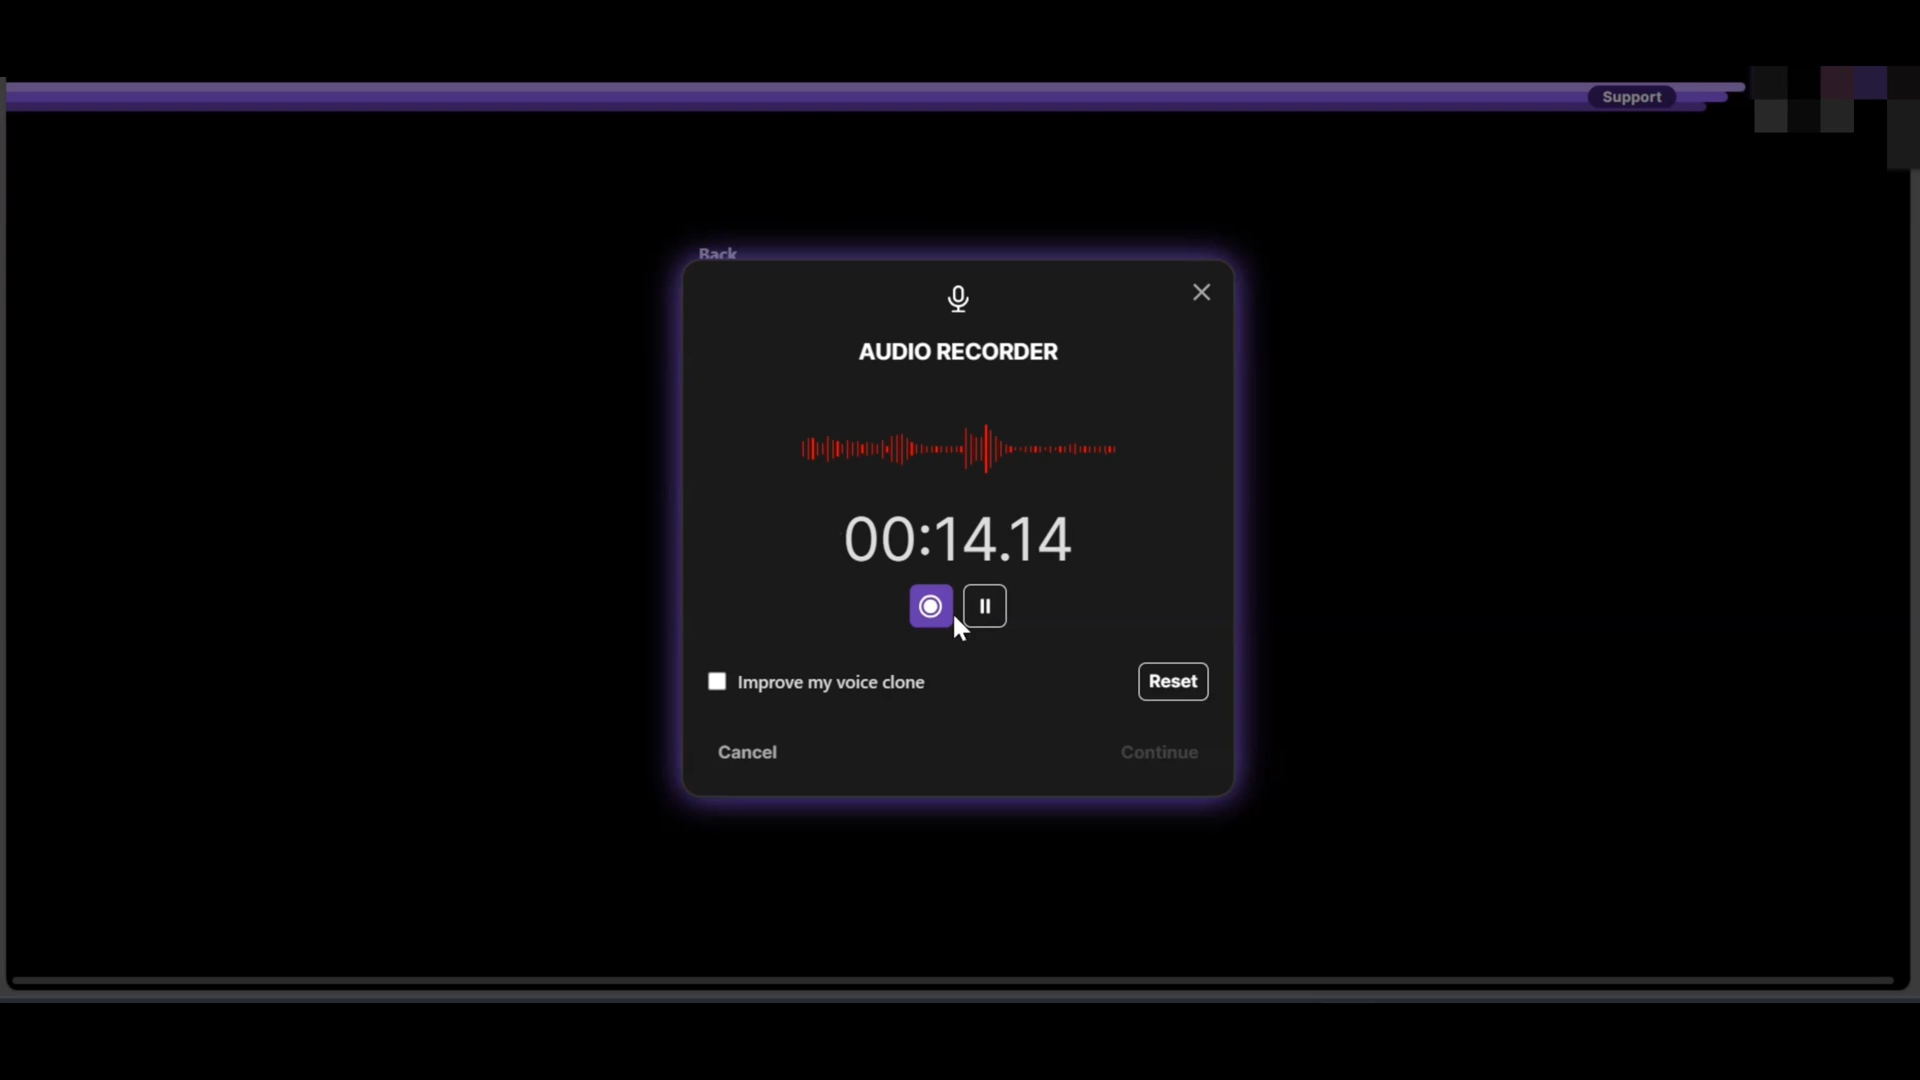 Support
Back
AUDIO RECORDER
00:14.14
Improve my voice clone
Reset
Cancel
Continue